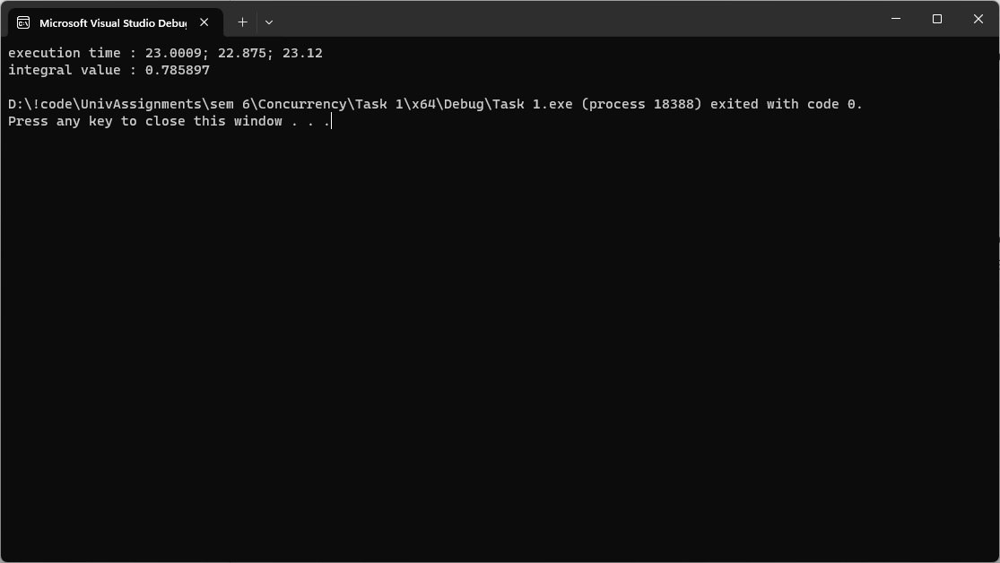 Microsoft Visual Studio Debug
execution time : 23.0009; 22.875; 23.12
integral value : 0.785897
D:\!code\UnivAssignments\sem 6\Concurrency\Task 1\x64\Debug\Task 1.exe (process 18388) exited with code 0.
Press any key to close this window . . .